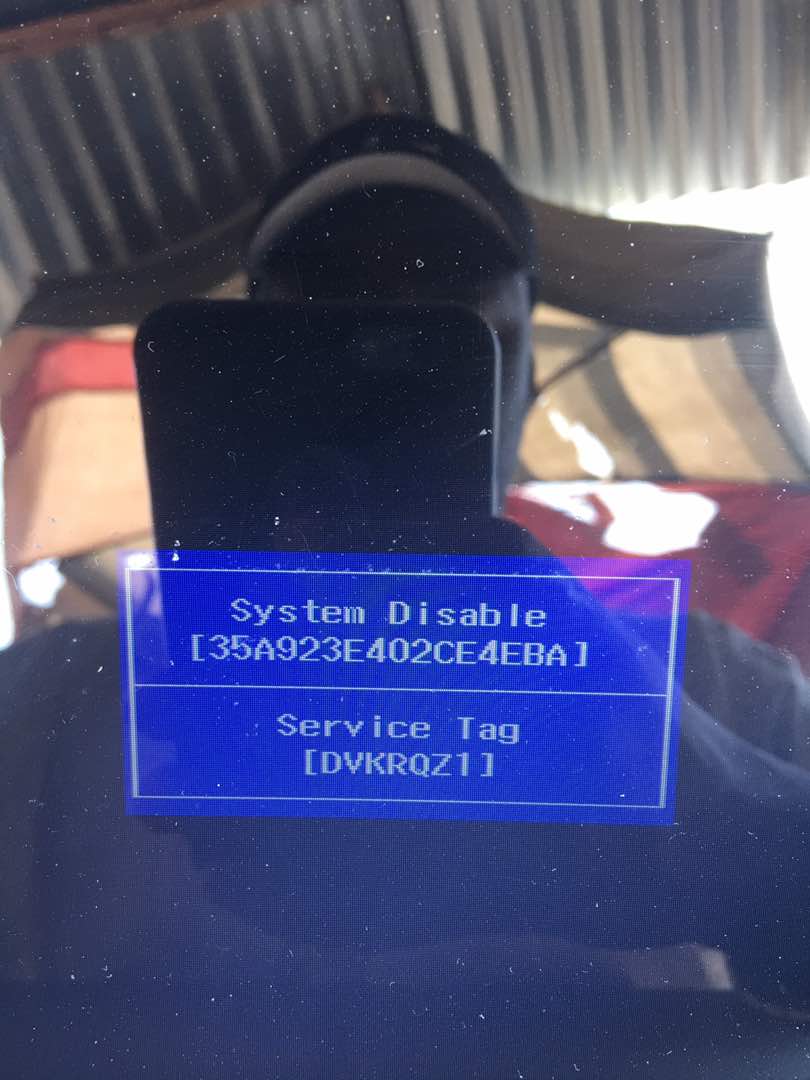 System Disable
[35A923E402CE4EBA]
Service Tag
[DVKRQZ1]